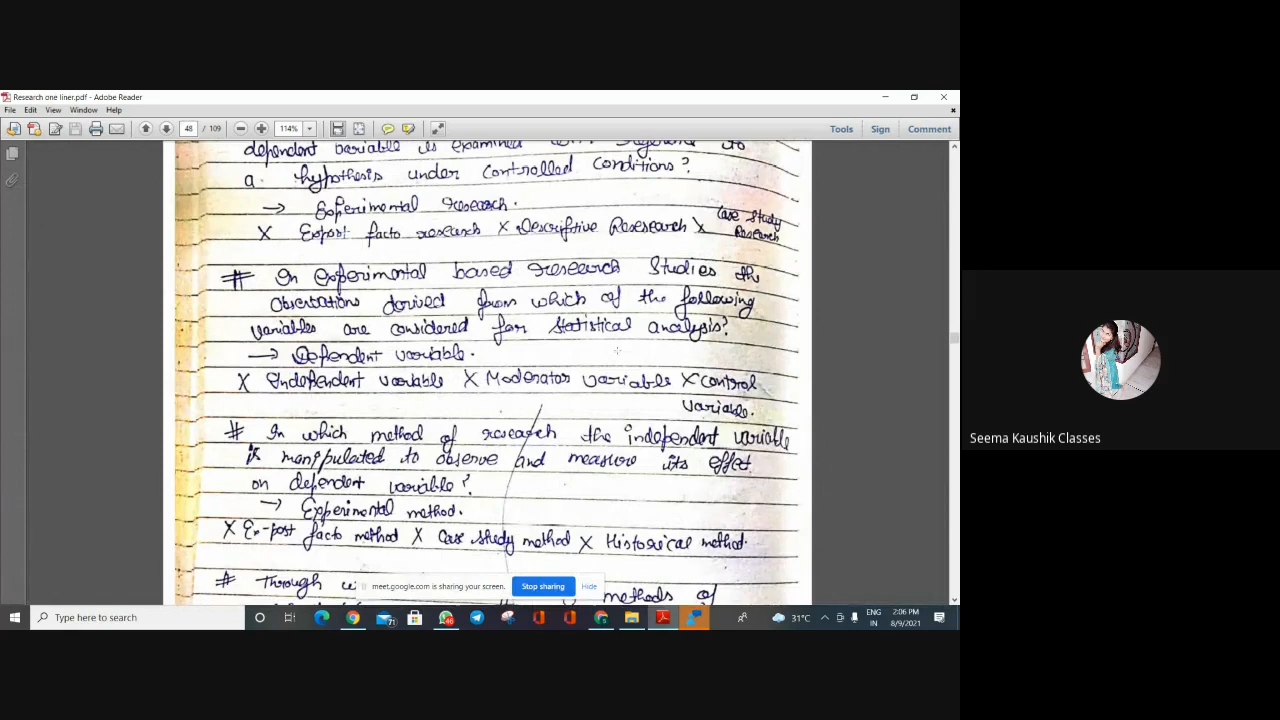 Research one liner.pdf - Adobe Reader
File Edit View Window Help
48 / 109 114% Tools Sign Comment
dependent variable is examined to
a hypothesis under controlled conditions?
→ Experimental research.
X Expost facto research X Descriptive Research X Case Study Research
# In experimental based research Studies the
Observations derived from which of the following
variables are considered for statistical analysis?
→ Dependent variable.
X Independent variable X Moderator variable X control
variable.
# In which method of research the independent variable
is manipulated to observe and measure its effect
on dependent variable?
→ Experimental method.
X Ex-post facto method X Case study method X Historical method.
# Through methods of
meet.google.com is sharing your screen. Stop sharing Hide
Seema Kaushik Classes
Type here to search 31°C ENG IN 2:06 PM 8/9/2021